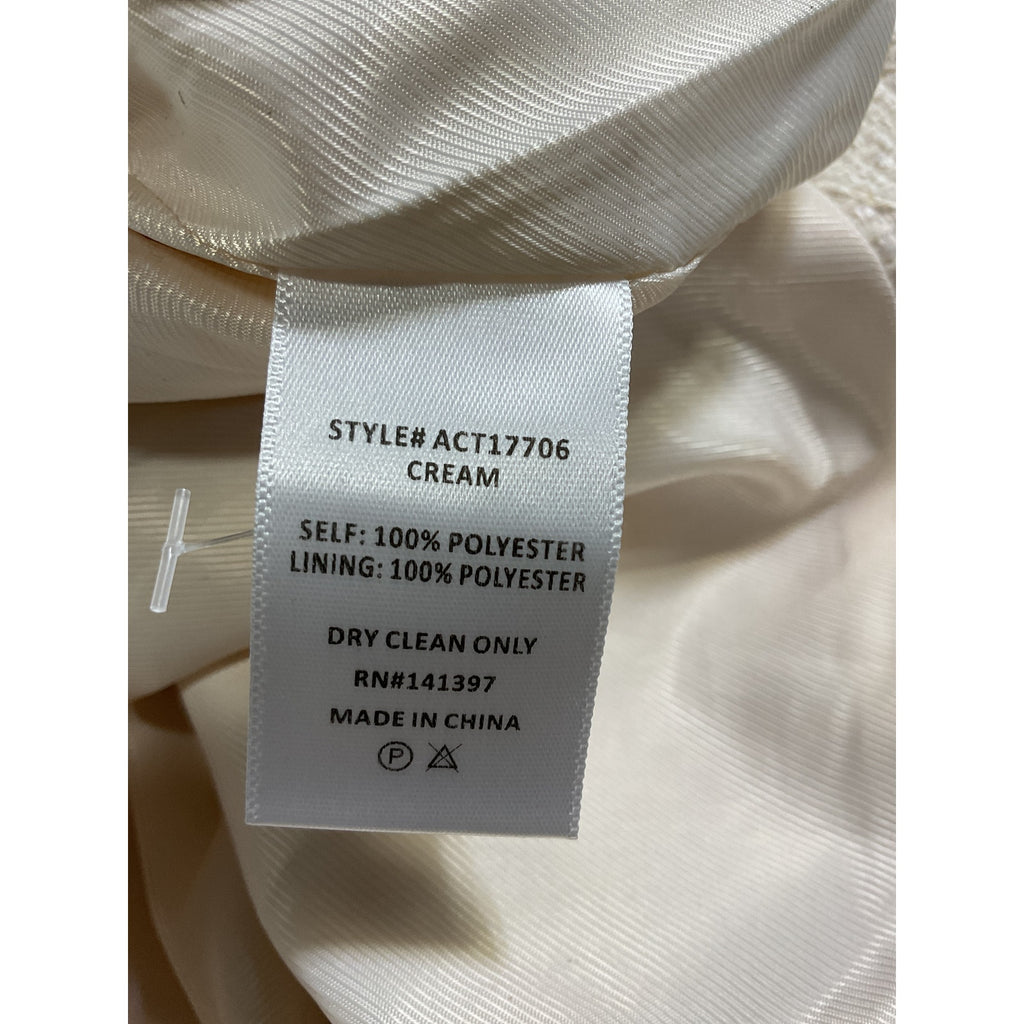 STYLE# ACT17706
CREAM
SELF: 100% POLYESTER
LINING: 100% POLYESTER
DRY CLEAN ONLY
RN#141397
MADE IN CHINA
P